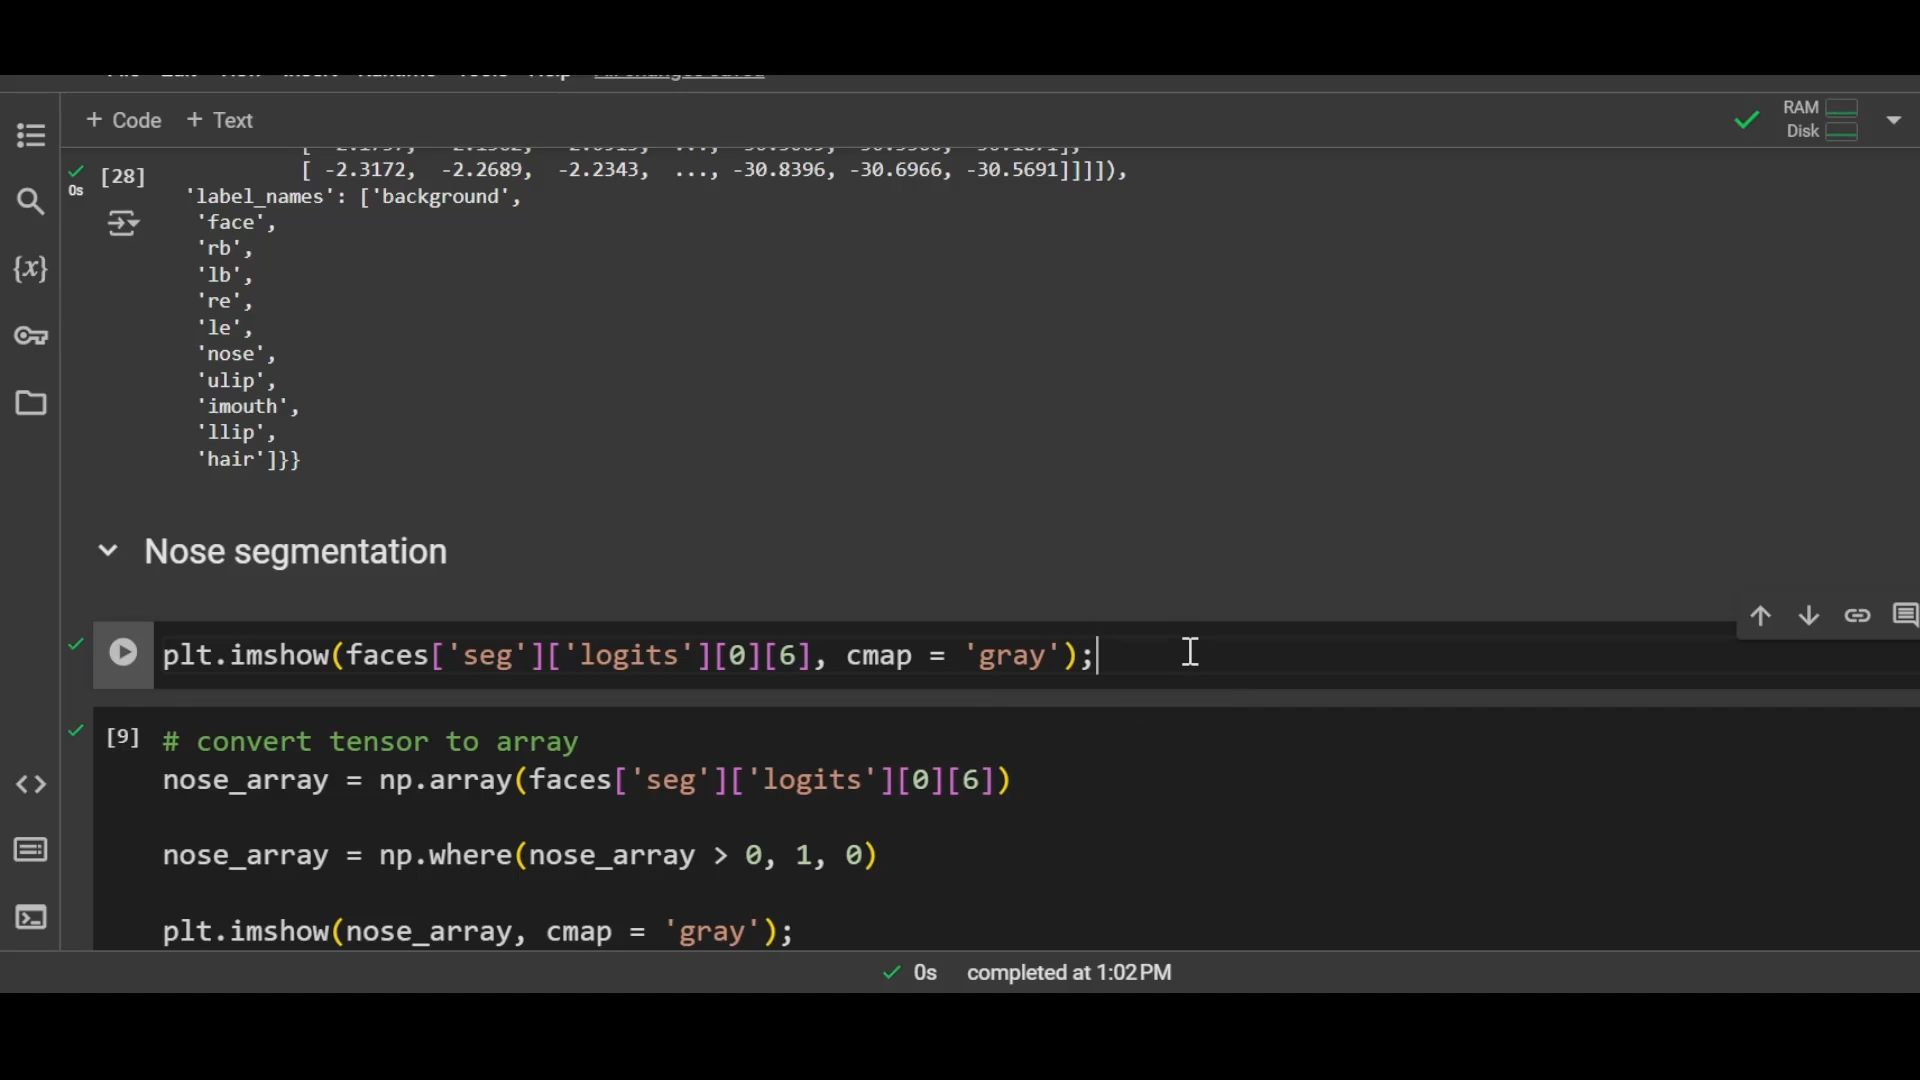 + Code + Text
RAM
Disk
[28]
[ -2.3172, -2.2689, -2.2343, ..., -30.8396, -30.6966, -30.5691]]]]),
0s
'label_names': ['background',
'face',
'rb',
'lb',
're',
'le',
'nose',
'ulip',
'imouth',
'llip',
'hair']}}
Nose segmentation
plt.imshow(faces['seg']['logits'][0][6], cmap = 'gray');
[9] # convert tensor to array
nose_array = np.array(faces['seg']['logits'][0][6])
nose_array = np.where(nose_array > 0, 1, 0)
plt.imshow(nose_array, cmap = 'gray');
0s completed at 1:02 PM